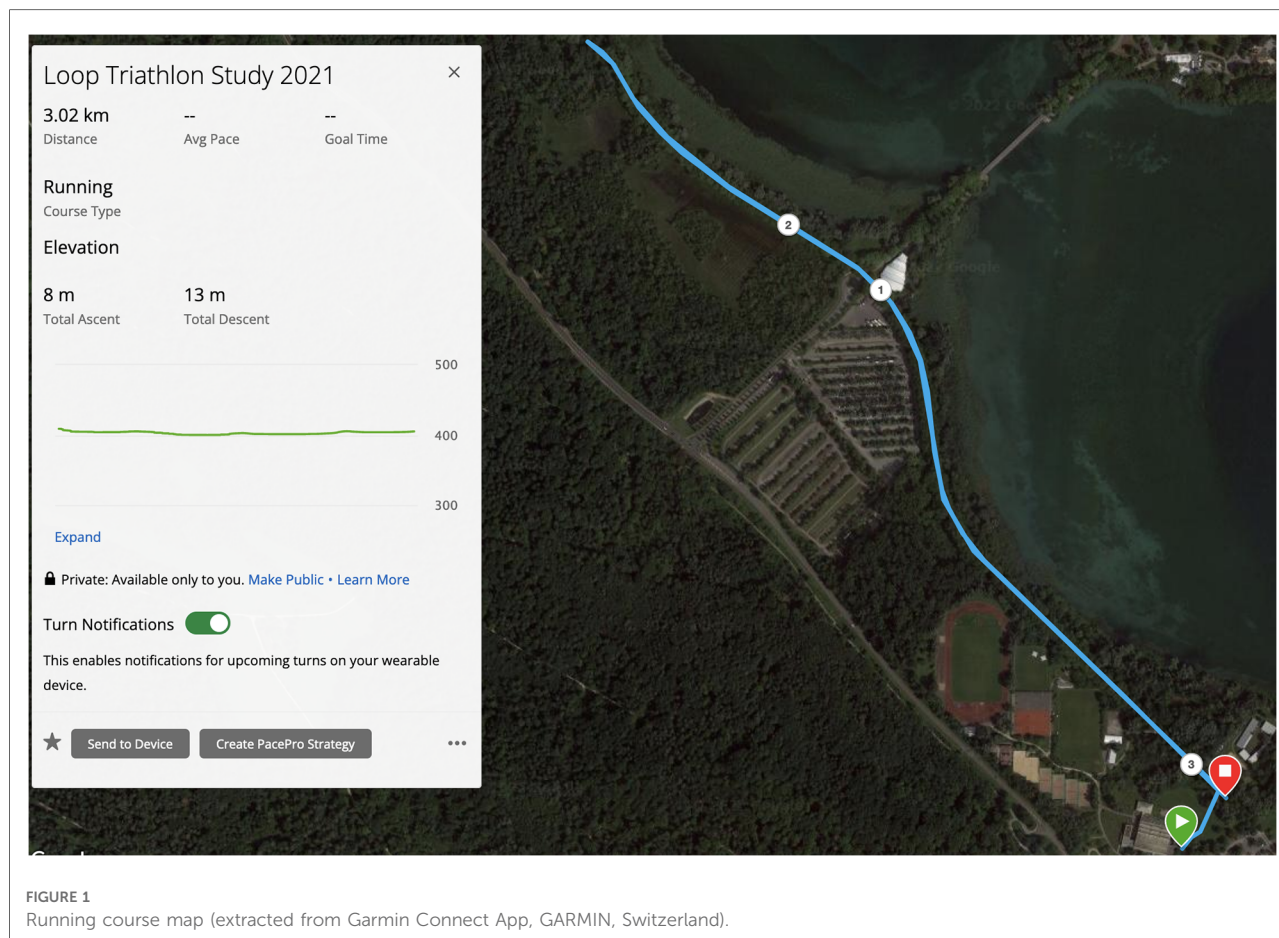 Loop Triathlon Study 2021
3.02 km
--
--
Distance
Avg Pace
Goal Time
Running
Course Type
Elevation
8 m
13 m
Total Ascent
Total Descent
500
400
300
Expand
Private: Available only to you. Make Public • Learn More
Turn Notifications
This enables notifications for upcoming turns on your wearable
device.
Send to Device
Create PacePro Strategy
2
1
3
© 2022 Google
Google
FIGURE 1
Running course map (extracted from Garmin Connect App, GARMIN, Switzerland).